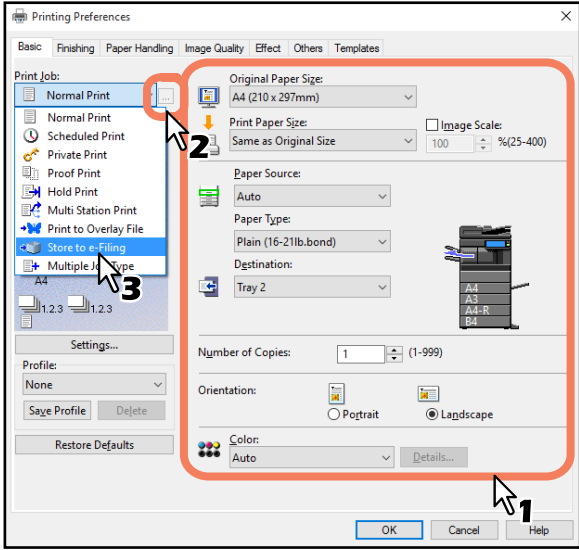 Printing Preferences
Basic Finishing Paper Handling Image Quality Effect Others Templates
Print Job:
Normal Print ...
Normal Print
Scheduled Print
Private Print
Proof Print
Hold Print
Multi Station Print
Print to Overlay File
Store to e-Filing
Multiple Job Type
A4
1.2.3 1.2.3
Settings...
Profile:
None
Save Profile Delete
Restore Defaults
2
3
Original Paper Size:
A4 (210 x 297mm)
Print Paper Size:
Same as Original Size
Image Scale:
100 %(25-400)
Paper Source:
Auto
Paper Type:
Plain (16-21lb.bond)
Destination:
Tray 2
A4
A3
A4-R
B4
Number of Copies: 1 (1-999)
Orientation:
Portrait Landscape
Color:
Auto Details...
1
OK Cancel Help